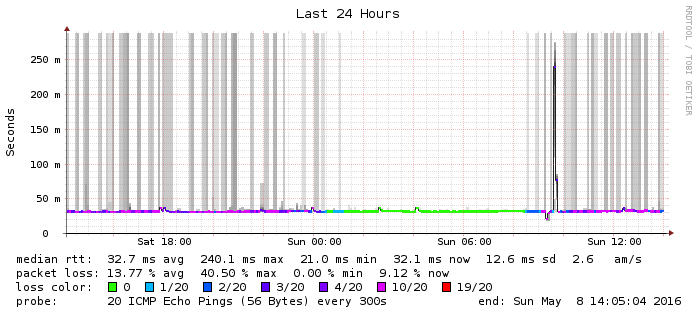 Last 24 Hours
RRDTOOL / TOBI OETIKER
Seconds
250 m
200 m
150 m
100 m
50 m
0
Sat 18:00 Sun 00:00 Sun 06:00 Sun 12:00
median rtt: 32.7 ms avg 240.1 ms max 21.0 ms min 32.1 ms now 12.6 ms sd 2.6 am/s
packet loss: 13.77 % avg 40.50 % max 0.00 % min 9.12 % now
loss color: 0 1/20 2/20 3/20 4/20 10/20 19/20
probe: 20 ICMP Echo Pings (56 Bytes) every 300s end: Sun May 8 14:05:04 2016